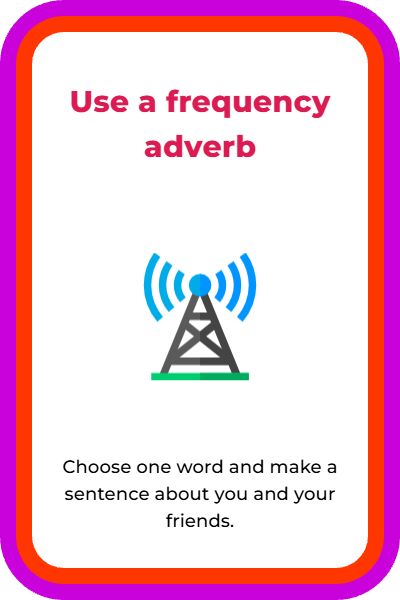 Use a frequency
adverb
Choose one word and make a
sentence about you and your
friends.